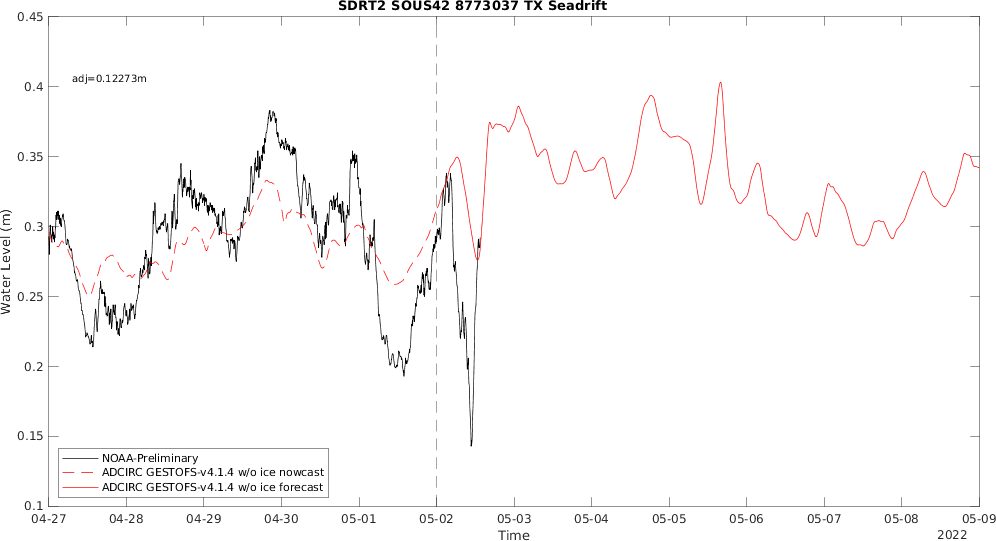 SDRT2 SOUS42 8773037 TX Seadrift
adj=0.12273m
0.45
0.4
0.35
0.3
0.25
0.2
0.15
0.1
Water Level (m)
NOAA-Preliminary
ADCIRC GESTOFS-v4.1.4 w/o ice nowcast
ADCIRC GESTOFS-v4.1.4 w/o ice forecast
04-27 04-28 04-29 04-30 05-01 05-02 05-03 05-04 05-05 05-06 05-07 05-08 05-09
Time
2022